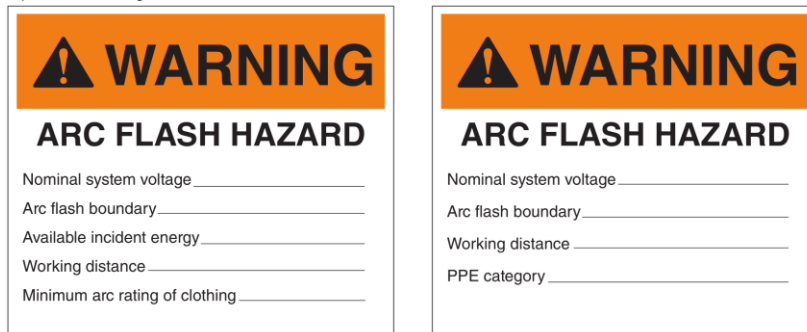 WARNING
ARC FLASH HAZARD
Nominal system voltage
Arc flash boundary
Available incident energy
Working distance
Minimum arc rating of clothing
WARNING
ARC FLASH HAZARD
Nominal system voltage
Arc flash boundary
Working distance
PPE category